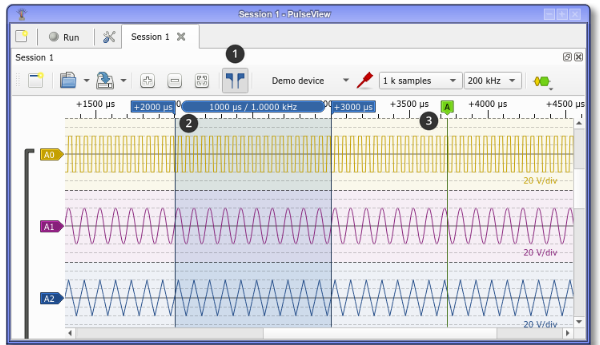 Session 1 - PulseView
Run Session 1
1
Session 1
Demo device 1 k samples 200 kHz
+1500 µs +2000 µs 0 1000 µs / 1.0000 kHz +3000 µs +3500 µs A +4000 µs +4500 µs
2 3
A0
20 V/div
A1
20 V/div
A2
20 V/div